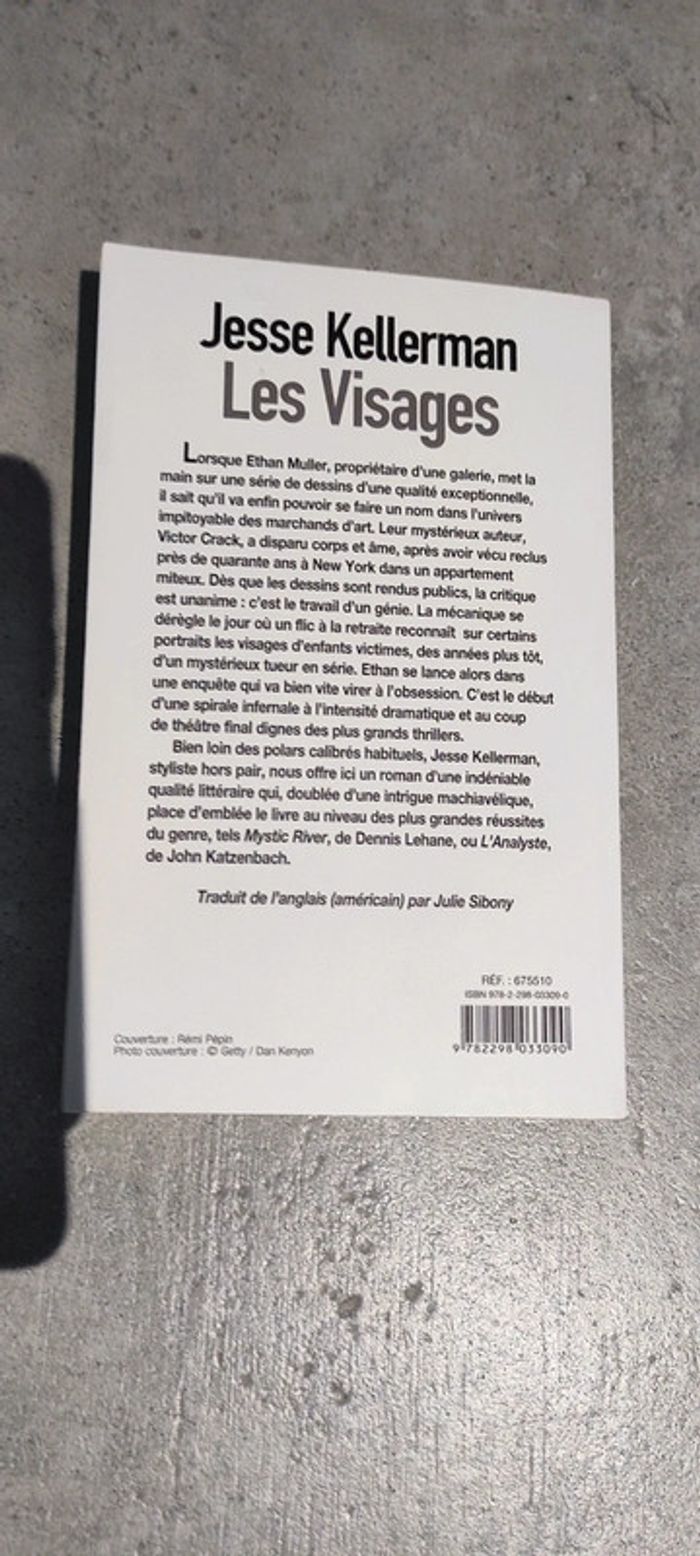 Jesse Kellerman
Les Visages
Lorsque Ethan Muller, propriétaire d'une galerie, met la
main sur une série de dessins d'une qualité exceptionnelle,
il sait qu'il va enfin pouvoir se faire un nom dans l'univers
impitoyable des marchands d'art. Leur mystérieux auteur,
Victor Crack, a disparu corps et âme, après avoir vécu reclus
près de quarante ans à New York dans un appartement
miteux. Dès que les dessins sont rendus publics, la critique
est unanime : c'est le travail d'un génie. La mécanique se
dérègle le jour où un flic à la retraite reconnaît sur certains
portraits les visages d'enfants victimes, des années plus tôt,
d'un mystérieux tueur en série. Ethan se lance alors dans
une enquête qui va bien vite virer à l'obsession. C'est le début
d'une spirale infernale à l'intensité dramatique et au coup
de théâtre final dignes des plus grands thrillers.
Bien loin des polars calibrés habituels, Jesse Kellerman,
styliste hors pair, nous offre ici un roman d'une indéniable
qualité littéraire qui, doublée d'une intrigue machiavélique,
place d'emblée le livre au niveau des plus grandes réussites
du genre, tels Mystic River, de Dennis Lehane, ou L'Analyste,
de John Katzenbach.
Traduit de l'anglais (américain) par Julie Sibony
RÉF. : 675510
ISBN 978-2-298-03309-0
9 782298 033090
Couverture : Rémi Pépin
Photo couverture : © Getty / Dan Kenyon